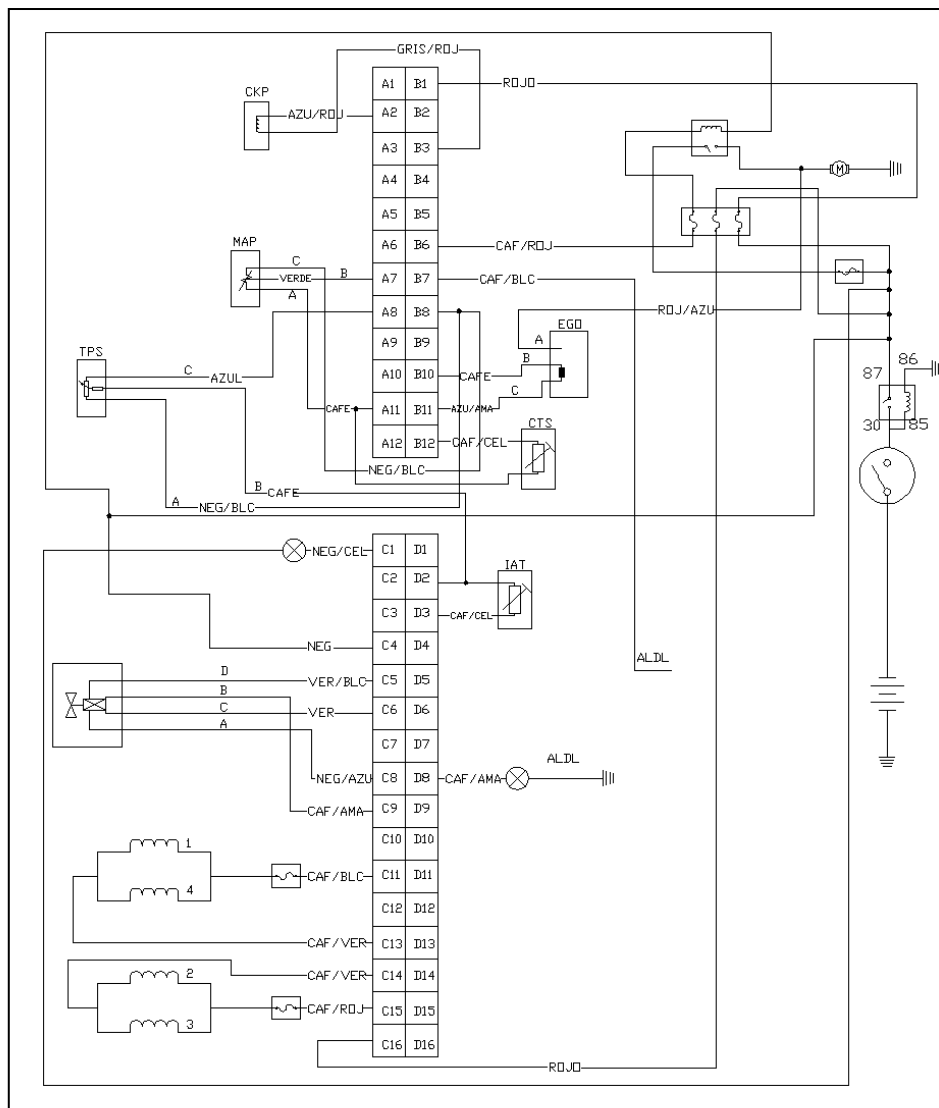 GRIS/ROJ
CKP
AZU/ROJ
A1 B1
ROJO
A2 B2
A3 B3
A4 B4
A5 B5
M
MAP
A6 B6
CAF/ROJ
C
VERDE
B
A7 B7
CAF/BLC
A
A8 B8
ROJ/AZU
EGO
TPS
C
AZUL
A9 B9
A
B
A10 B10
CAFE
C
CAFE
A11 B11
AZU/AMA
CTS
A12 B12
CAF/CEL
87
86
30
85
NEG/BLC
B
CAFE
A
NEG/BLC
NEG/CEL
C1 D1
IAT
C2 D2
C3 D3
CAF/CEL
NEG
C4 D4
ALDL
D
VER/BLC
C5 D5
B
C
VER
C6 D6
A
C7 D7
ALDL
NEG/AZU
C8 D8
CAF/AMA
CAF/AMA
C9 D9
C10 D10
1
4
CAF/BLC
C11 D11
C12 D12
CAF/VER
C13 D13
2
CAF/VER
C14 D14
CAF/ROJ
C15 D15
3
C16 D16
ROJO